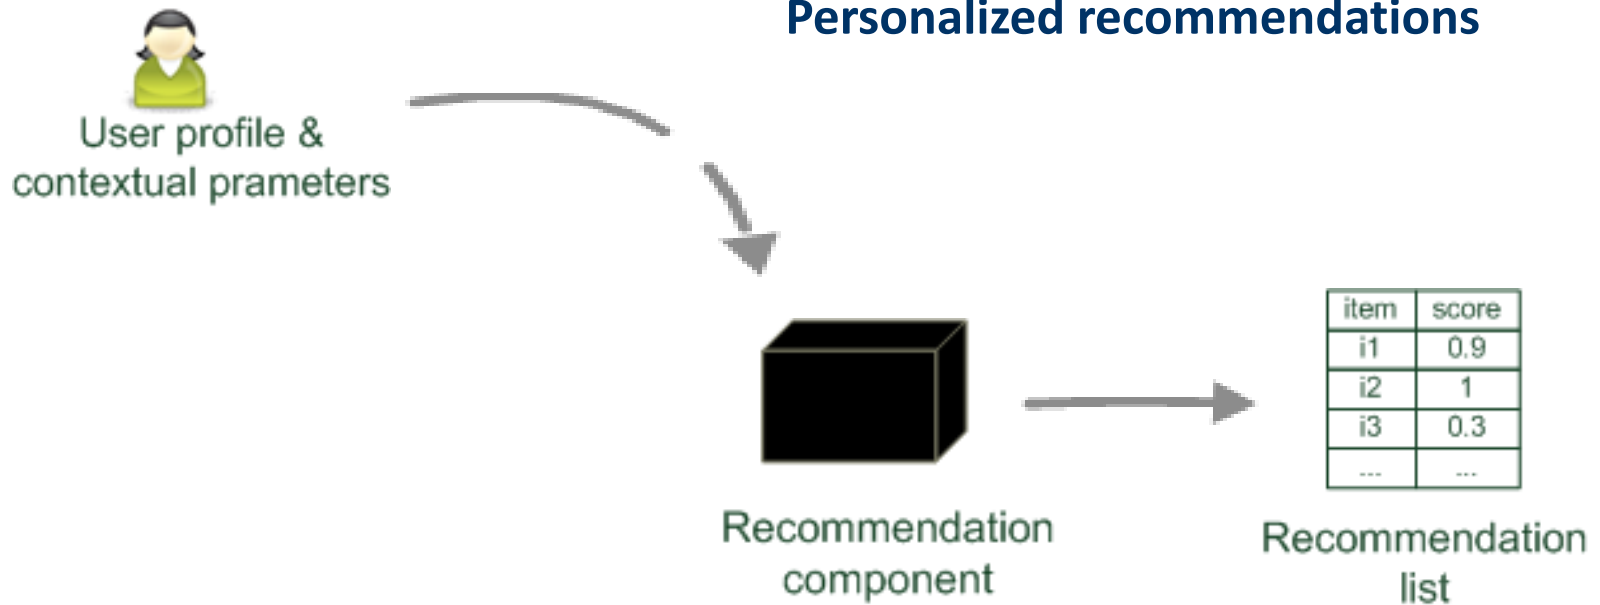 Personalized recommendations
User profile &
contextual prameters
item score
i1 0.9
i2 1
i3 0.3
... ...
Recommendation
component
Recommendation
list